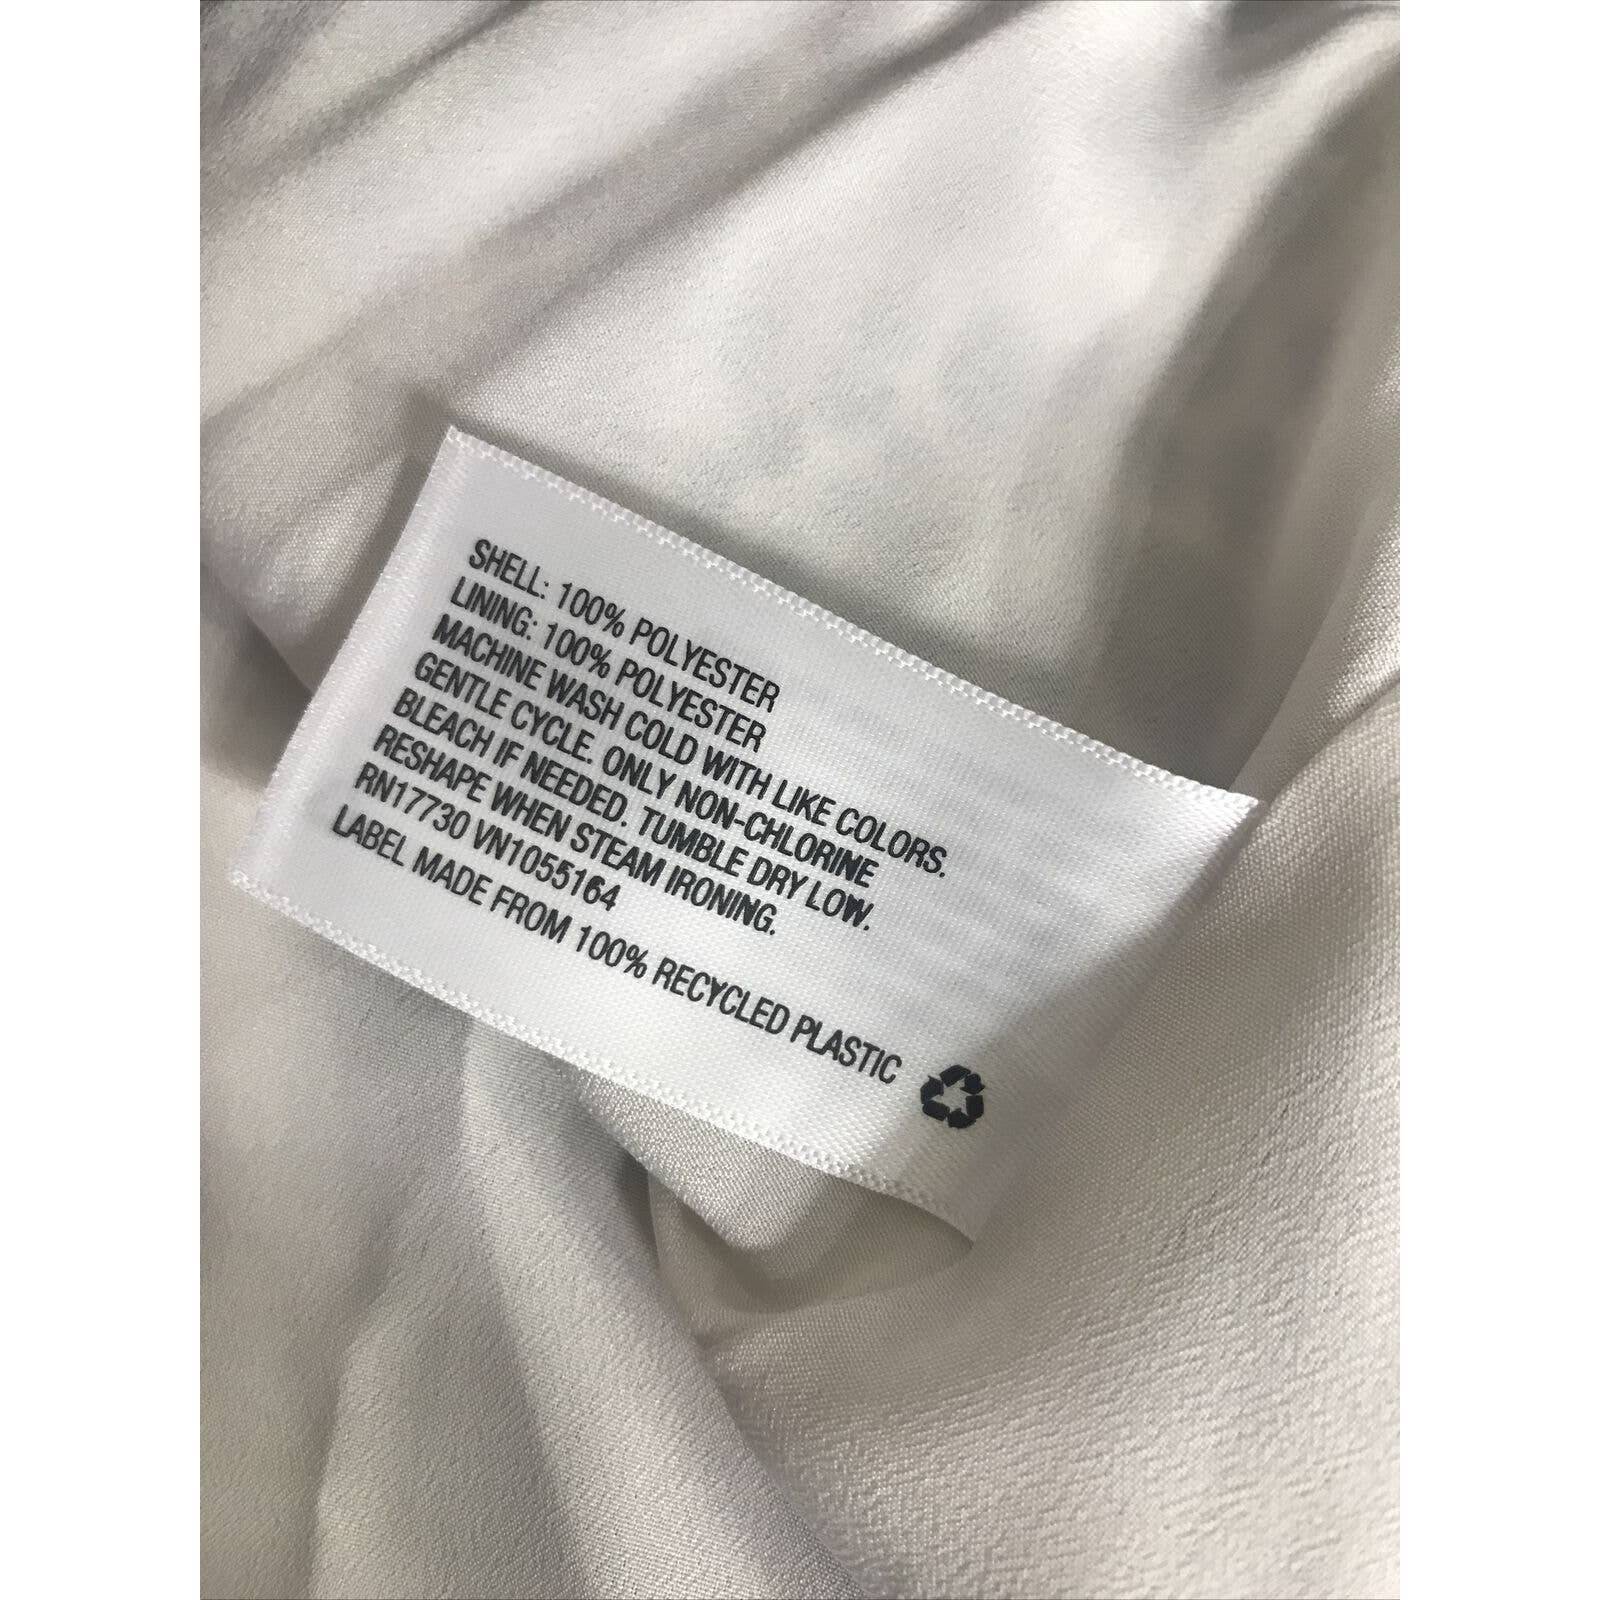 SHELL: 100% POLYESTER
LINING: 100% POLYESTER
MACHINE WASH COLD WITH LIKE COLORS.
GENTLE CYCLE. ONLY NON-CHLORINE
BLEACH IF NEEDED. TUMBLE DRY LOW.
RESHAPE WHEN STEAM IRONING.
RN17730 VN1055164
LABEL MADE FROM 100% RECYCLED PLASTIC